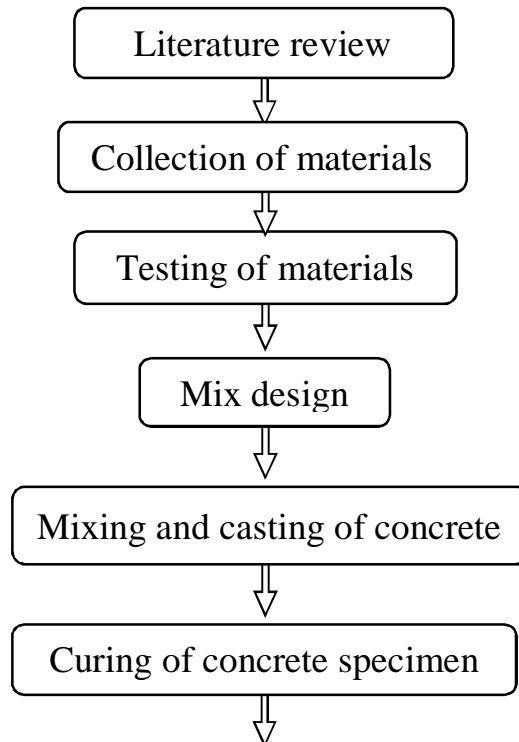 Literature review
Collection of materials
Testing of materials
Mix design
Mixing and casting of concrete
Curing of concrete specimen